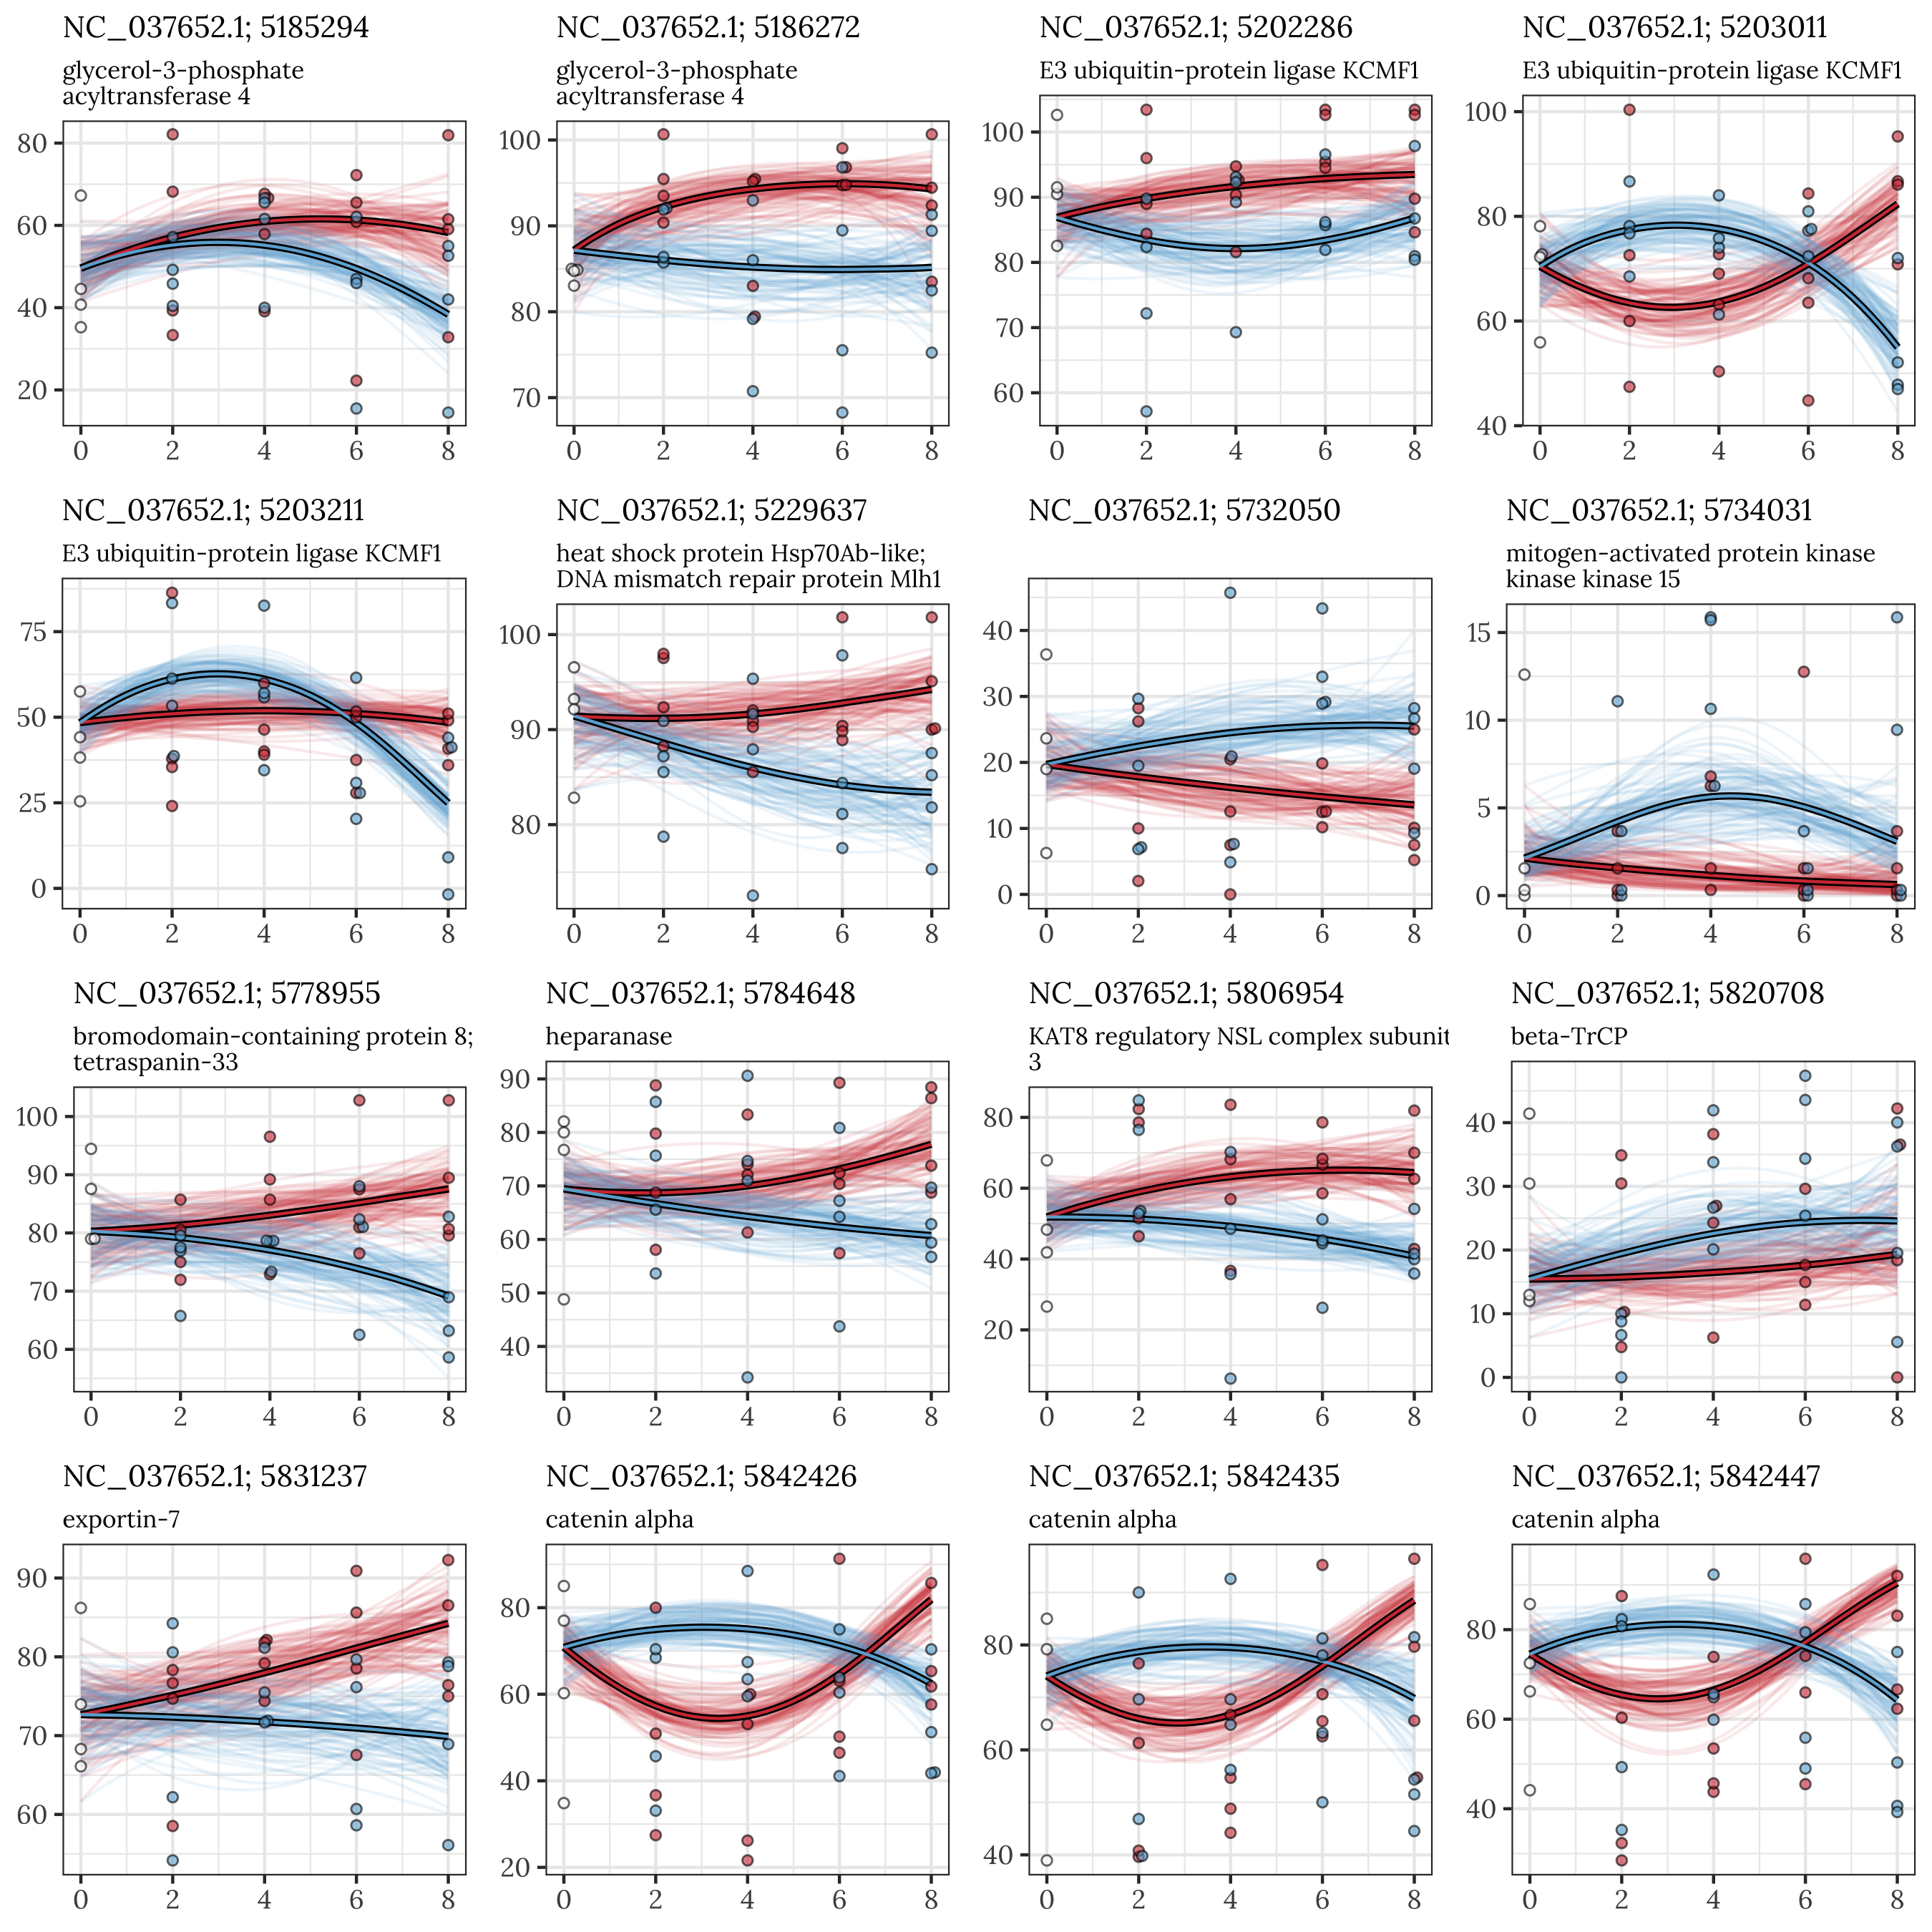 NC_037652.1; 5185294
glycerol-3-phosphate
acyltransferase 4
80
60
40
20
0 2 4 6 8
NC_037652.1; 5186272
glycerol-3-phosphate
acyltransferase 4
100
90
80
70
0 2 4 6 8
NC_037652.1; 5202286
E3 ubiquitin-protein ligase KCMF1
100
90
80
70
60
0 2 4 6 8
NC_037652.1; 5203011
E3 ubiquitin-protein ligase KCMF1
100
80
60
40
0 2 4 6 8
NC_037652.1; 5203211
E3 ubiquitin-protein ligase KCMF1
75
50
25
0
0 2 4 6 8
NC_037652.1; 5229637
heat shock protein Hsp70Ab-like;
DNA mismatch repair protein Mlh1
100
90
80
0 2 4 6 8
NC_037652.1; 5732050
40
30
20
10
0
0 2 4 6 8
NC_037652.1; 5734031
mitogen-activated protein kinase
kinase kinase 15
15
10
5
0
0 2 4 6 8
NC_037652.1; 5778955
bromodomain-containing protein 8;
tetraspanin-33
100
90
80
70
60
0 2 4 6 8
NC_037652.1; 5784648
heparanase
90
80
70
60
50
40
0 2 4 6 8
NC_037652.1; 5806954
KAT8 regulatory NSL complex subunit
3
80
60
40
20
0 2 4 6 8
NC_037652.1; 5820708
beta-TrCP
40
30
20
10
0
0 2 4 6 8
NC_037652.1; 5831237
exportin-7
90
80
70
60
0 2 4 6 8
NC_037652.1; 5842426
catenin alpha
80
60
40
20
0 2 4 6 8
NC_037652.1; 5842435
catenin alpha
80
60
40
0 2 4 6 8
NC_037652.1; 5842447
catenin alpha
80
60
40
0 2 4 6 8